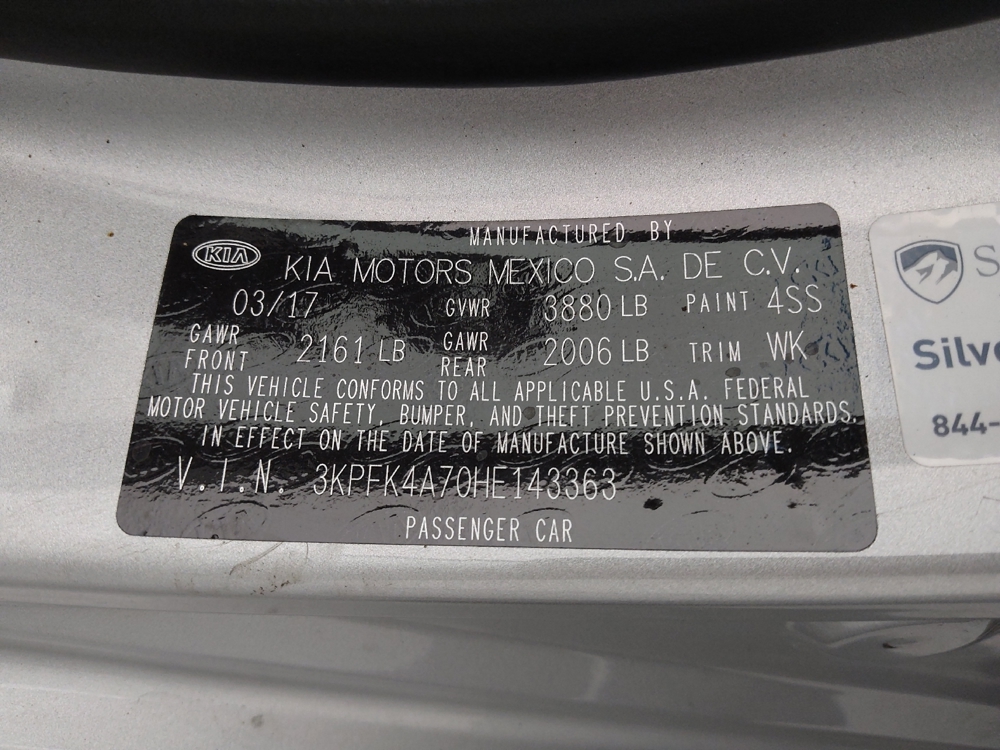 MANUFACTURED BY
KIA KIA MOTORS MEXICO S.A. DE C.V.
03/17 GVWR 3880 LB PAINT 4SS
GAWR FRONT 2161 LB GAWR REAR 2006 LB TRIM WK
THIS VEHICLE CONFORMS TO ALL APPLICABLE U.S.A. FEDERAL
MOTOR VEHICLE SAFETY, BUMPER, AND THEFT PREVENTION STANDARDS
IN EFFECT ON THE DATE OF MANUFACTURE SHOWN ABOVE.
V.I.N. 3KPFK4A70HE143363
PASSENGER CAR
S
Silve
844-